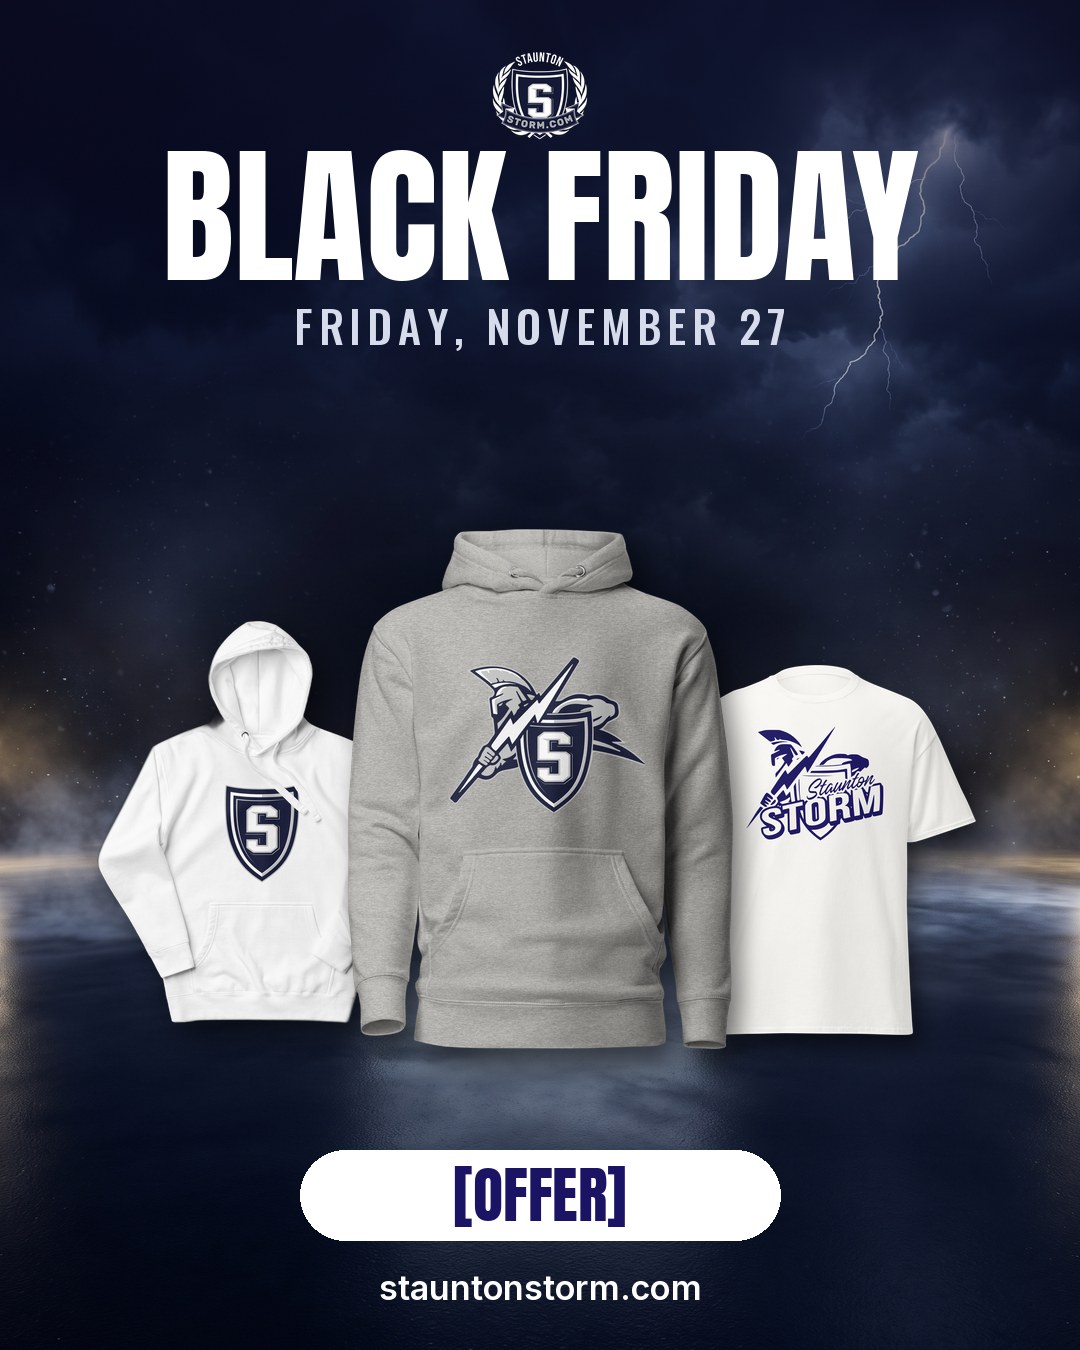 STAUNTON
S
STORM.COM
BLACK FRIDAY
FRIDAY, NOVEMBER 27
S
S
Staunton
STORM
[OFFER]
stauntonstorm.com